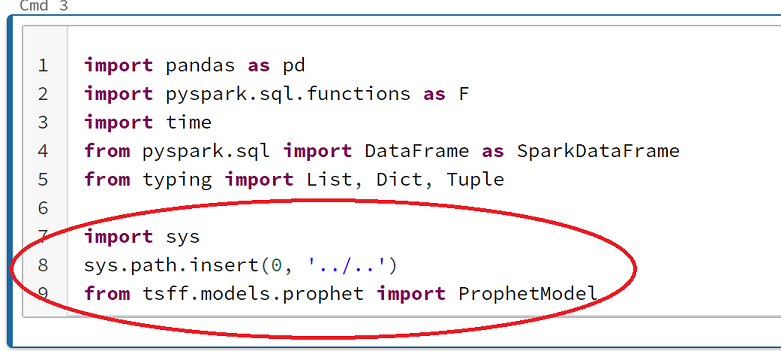 Cmd 3
1 import pandas as pd
2 import pyspark.sql.functions as F
3 import time
4 from pyspark.sql import DataFrame as SparkDataFrame
5 from typing import List, Dict, Tuple
6
7 import sys
8 sys.path.insert(0, '../..')
9 from tsff.models.prophet import ProphetModel